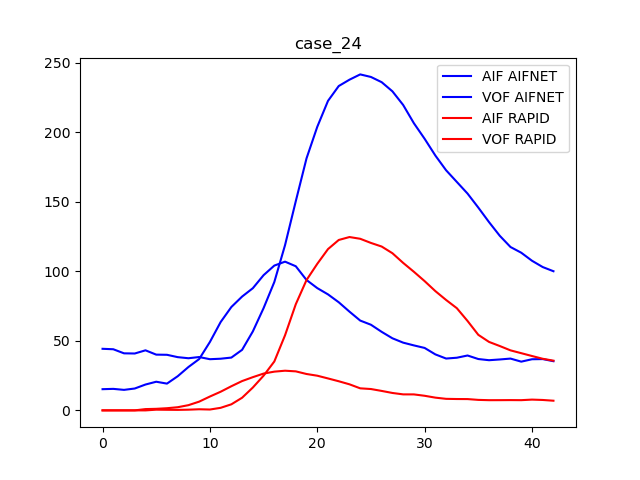 case_24
250
200
150
100
50
0
0 10 20 30 40
AIF AIFNET
VOF AIFNET
AIF RAPID
VOF RAPID